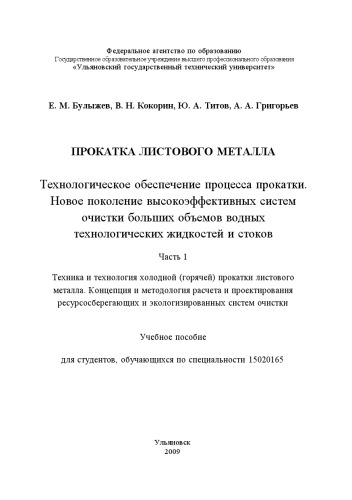 Федеральное агентство по образованию
Государственное образовательное учреждение высшего профессионального образования
«Ульяновский государственный технический университет»
Е. М. Булыжев, В. Н. Кокорин, Ю. А. Титов, А. А. Григорьев
ПРОКАТКА ЛИСТОВОГО МЕТАЛЛА
Технологическое обеспечение процесса прокатки.
Новое поколение высокоэффективных систем
очистки больших объемов водных
технологических жидкостей и стоков
Часть 1
Техника и технология холодной (горячей) прокатки листового
металла. Концепция и методология расчета и проектирования
ресурсосберегающих и экологизированных систем очистки
Учебное пособие
для студентов, обучающихся по специальности 15020165
Ульяновск
2009